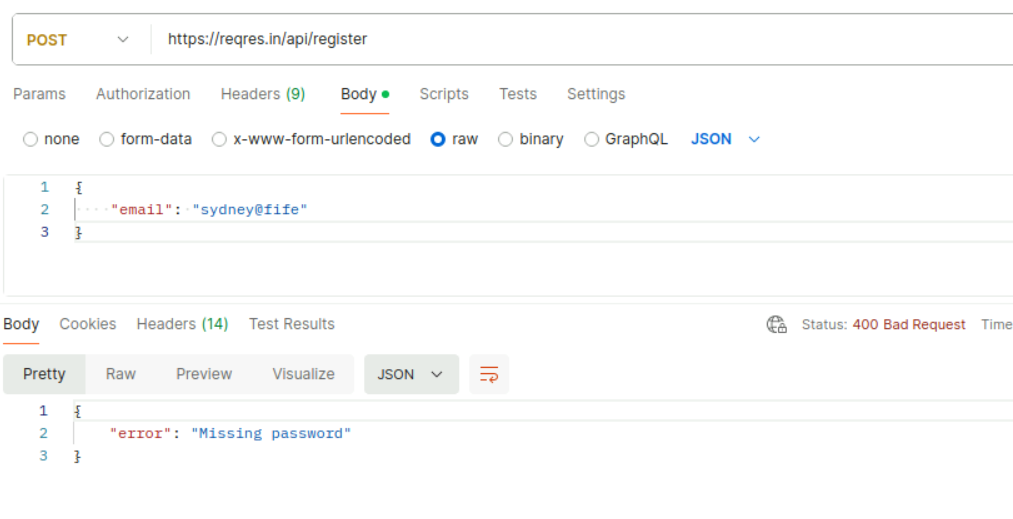 POST https://reqres.in/api/register
Params Authorization Headers (9) Body Scripts Tests Settings
none form-data x-www-form-urlencoded raw binary GraphQL JSON
1 {
2 "email": "sydney@fife"
3 }
Body Cookies Headers (14) Test Results Status: 400 Bad Request Time
Pretty Raw Preview Visualize JSON
1 {
2 "error": "Missing password"
3 }